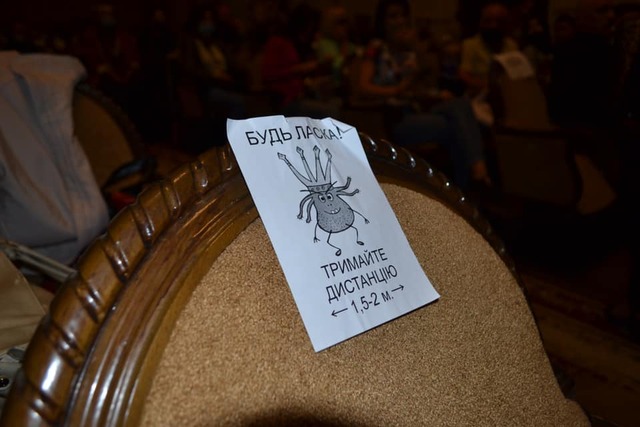 БУДЬ ЛАСКА!
ТРИМАЙТЕ
ДИСТАНЦІЮ
←1,5-2 м.→